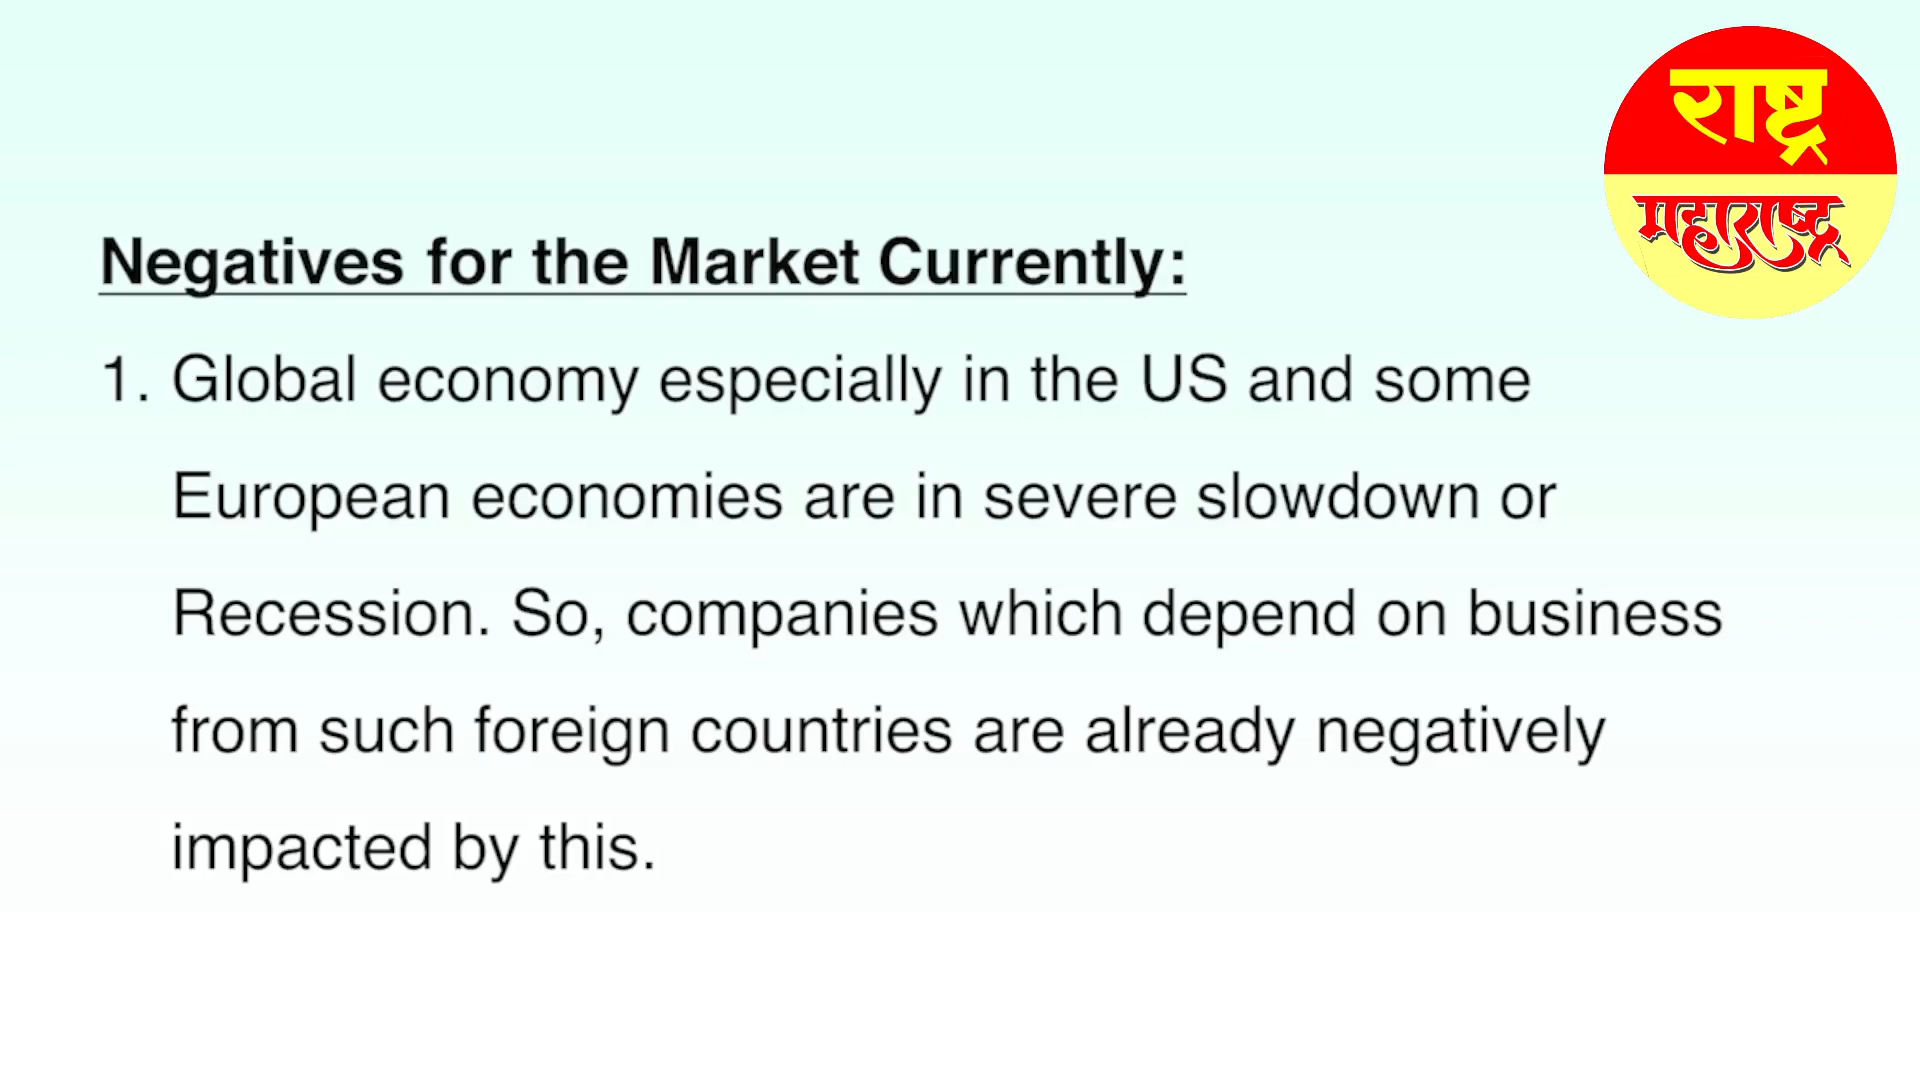 राष्ट्र
महाराष्ट्र
Negatives for the Market Currently:
1. Global economy especially in the US and some
European economies are in severe slowdown or
Recession. So, companies which depend on business
from such foreign countries are already negatively
impacted by this.